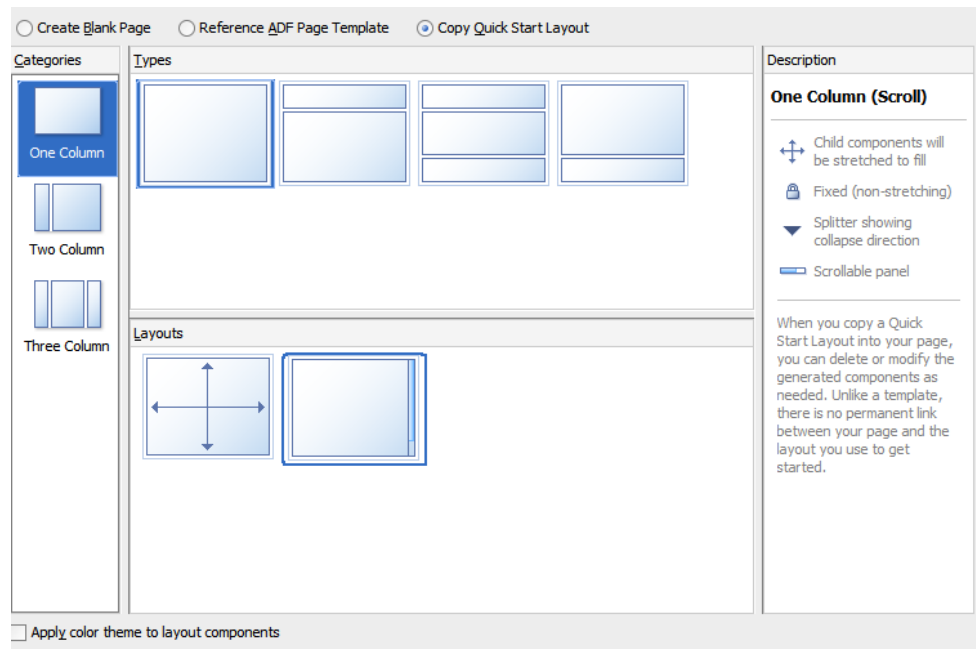 Create Blank Page
Reference ADF Page Template
Copy Quick Start Layout
Categories
One Column
Two Column
Three Column
Types
Layouts
Description
One Column (Scroll)
Child components will
be stretched to fill
Fixed (non-stretching)
Splitter showing
collapse direction
Scrollable panel
When you copy a Quick
Start Layout into your page,
you can delete or modify the
generated components as
needed. Unlike a template,
there is no permanent link
between your page and the
layout you use to get
started.
Apply color theme to layout components